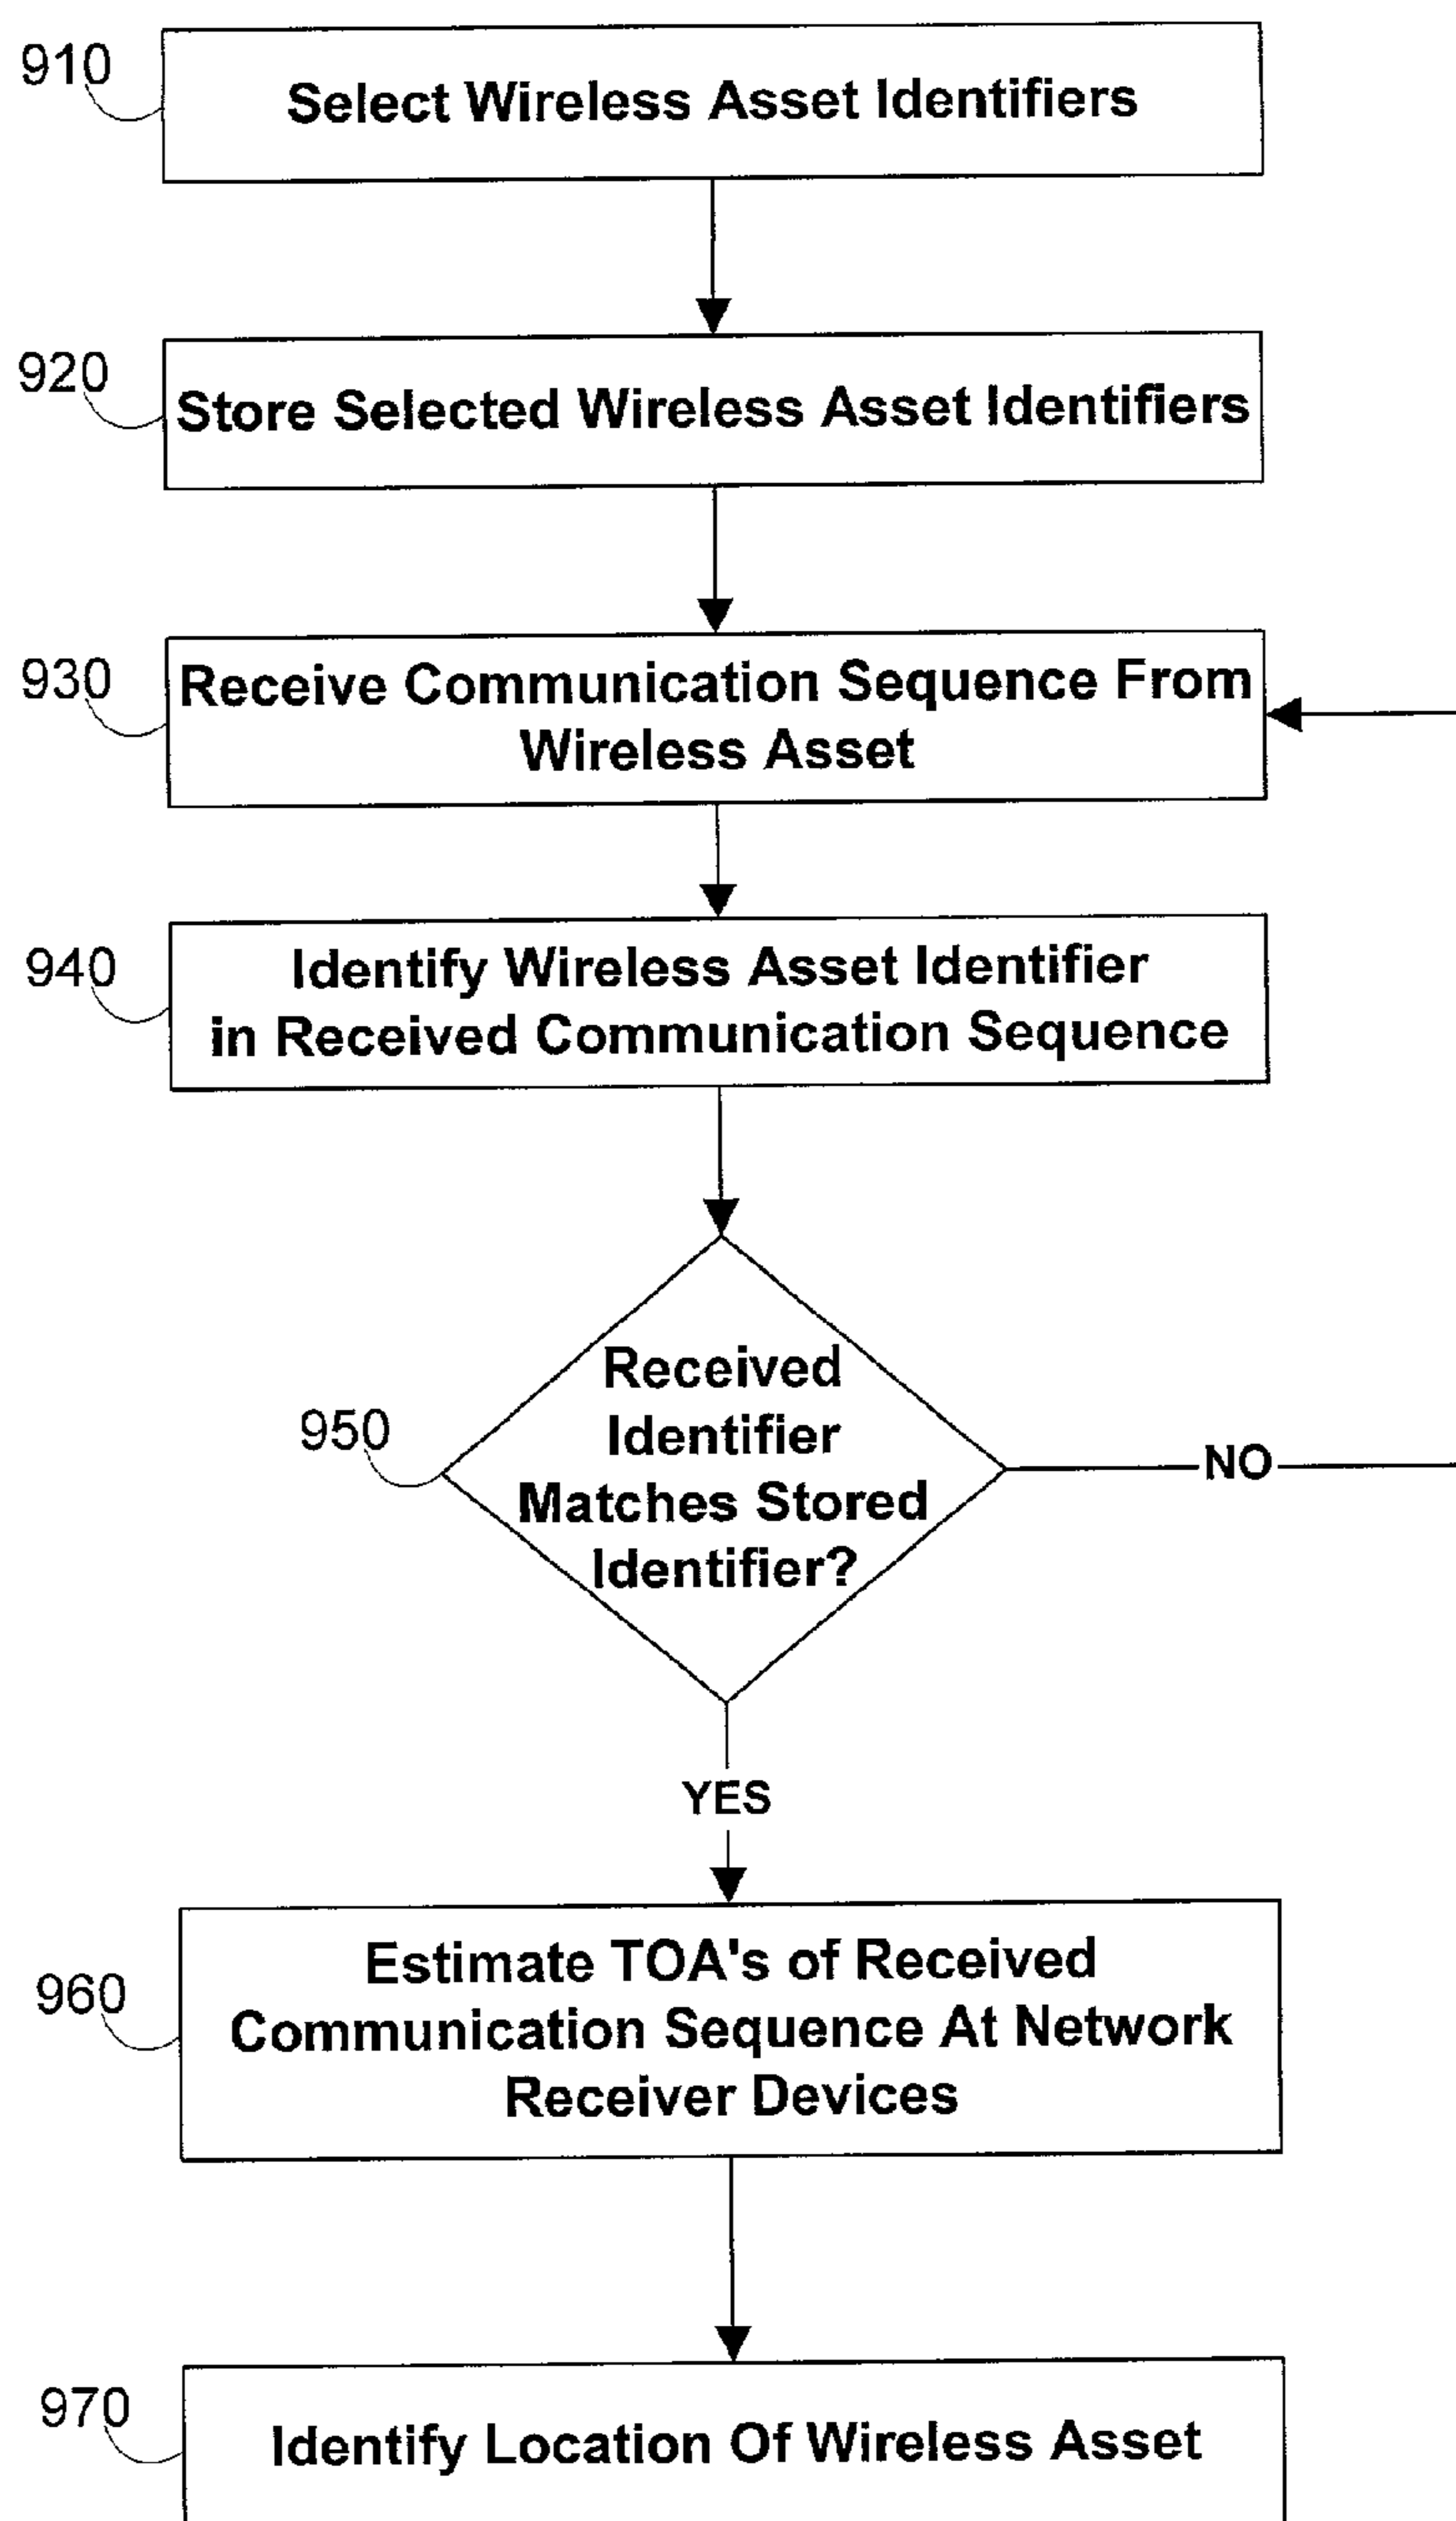 910
Select Wireless Asset Identifiers
920
Store Selected Wireless Asset Identifiers
930
Receive Communication Sequence From
Wireless Asset
940
Identify Wireless Asset Identifier
in Received Communication Sequence
950
Received
Identifier
Matches Stored
Identifier?
NO
YES
960
Estimate TOA's of Received
Communication Sequence At Network
Receiver Devices
970
Identify Location Of Wireless Asset